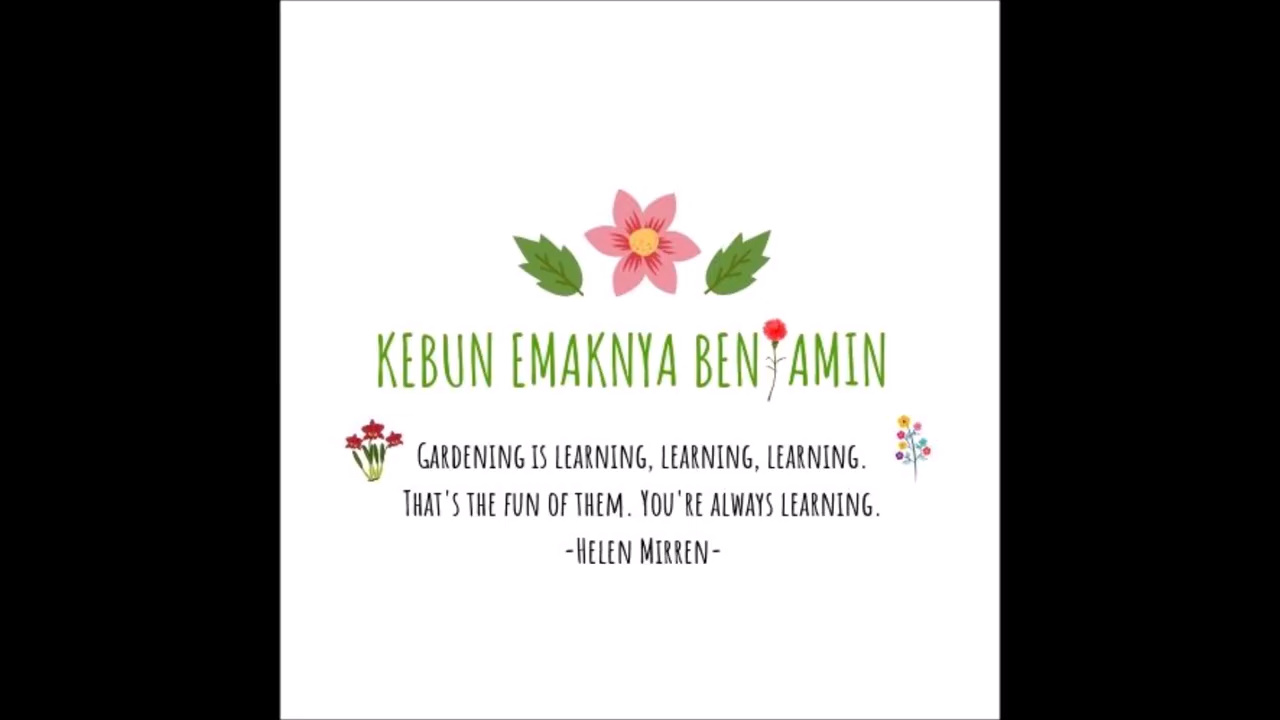 KEBUN EMAKNYA BENJAMIN
Gardening is learning, learning, learning.
That's the fun of them. You're always learning.
-Helen Mirren-